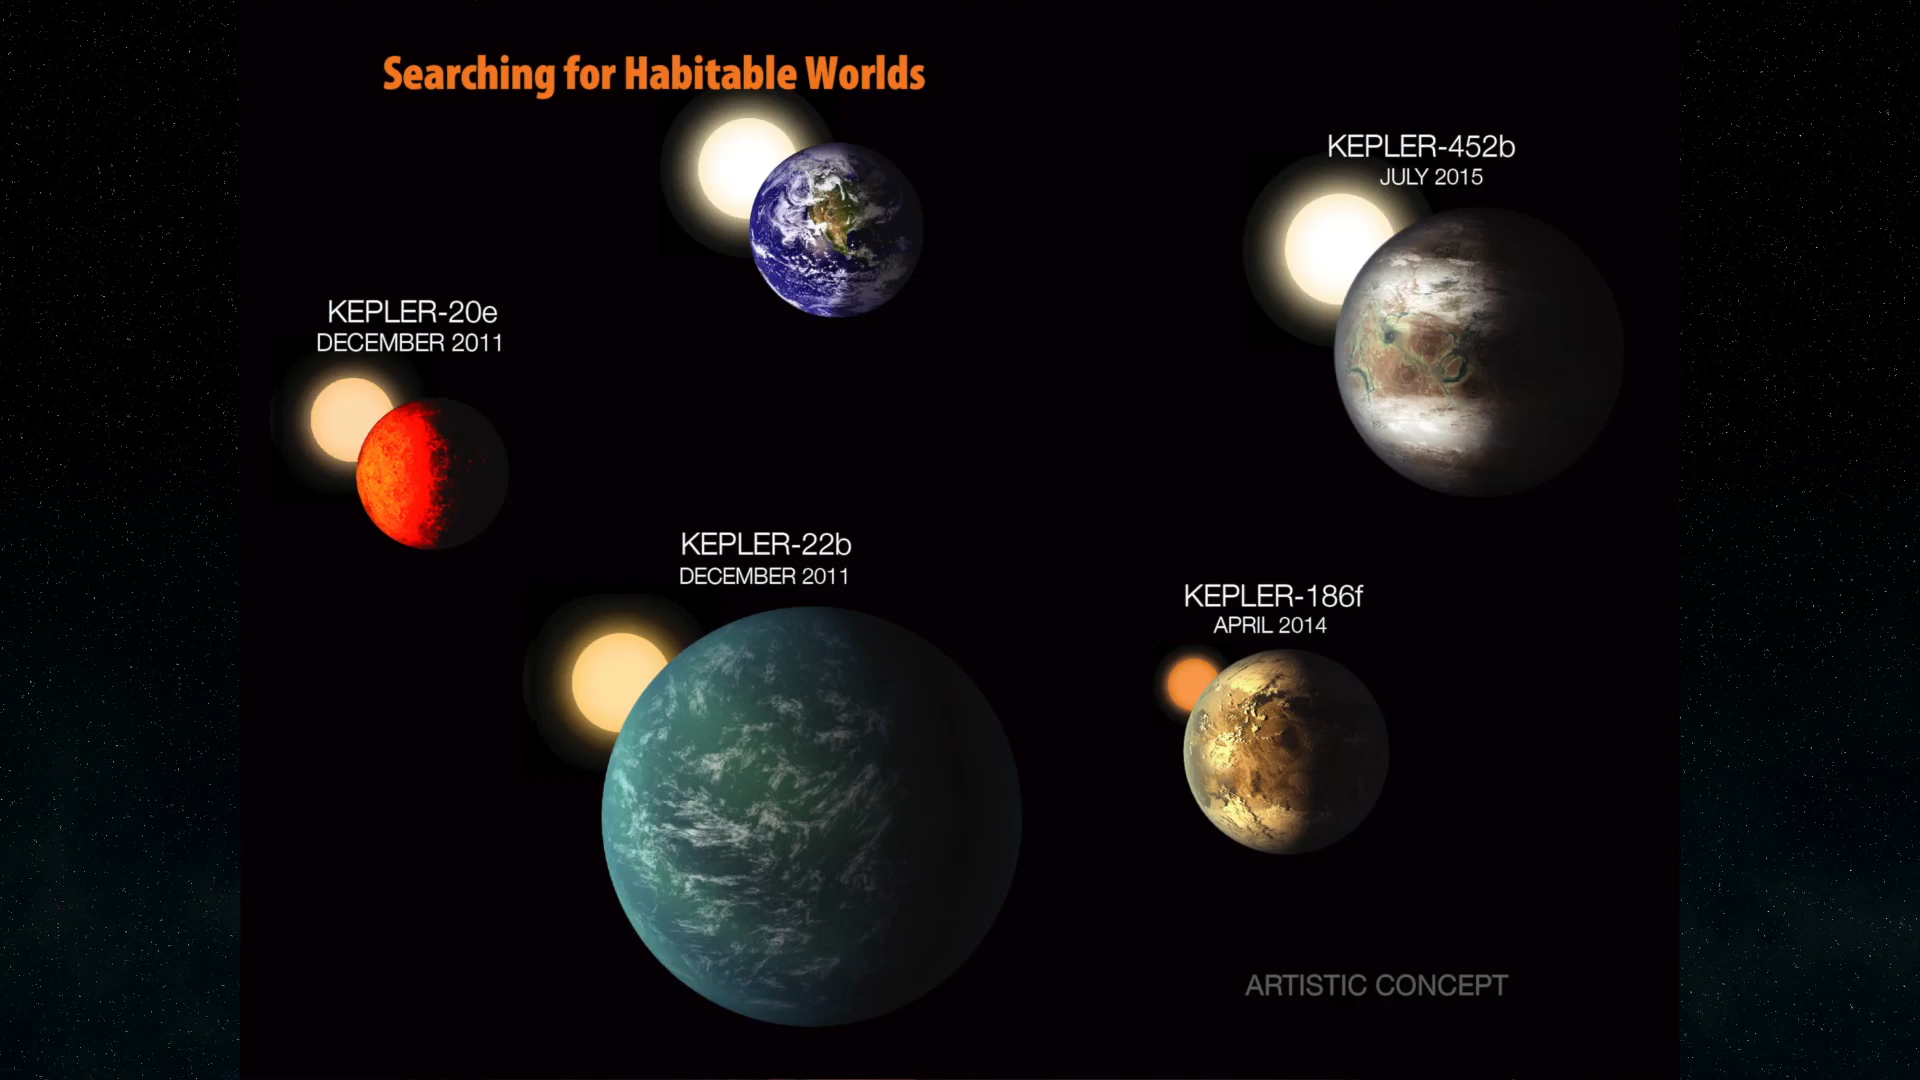 Searching for Habitable Worlds
KEPLER-452b
JULY 2015
KEPLER-20e
DECEMBER 2011
KEPLER-22b
DECEMBER 2011
KEPLER-186f
APRIL 2014
ARTISTIC CONCEPT